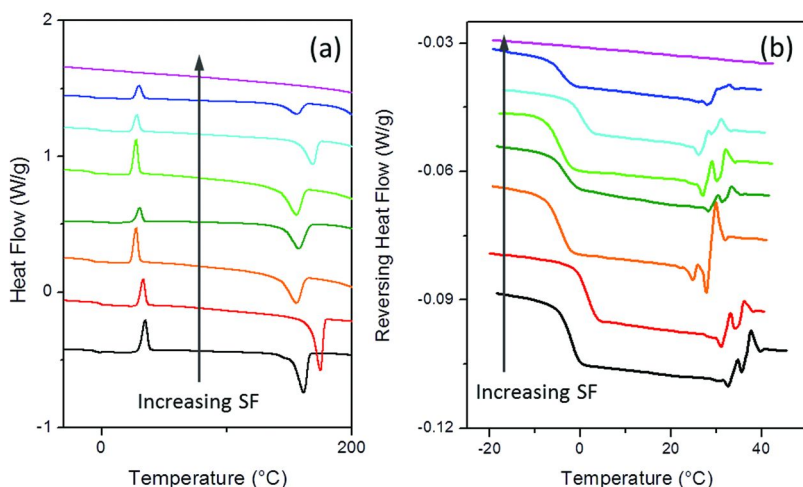 (a)
2
1
0
-1
0
200
Heat Flow (W/g)
Temperature (°C)
Increasing SF
(b)
-0.03
-0.06
-0.09
-0.12
-20
0
20
40
Reversing Heat Flow (W/g)
Temperature (°C)
Increasing SF